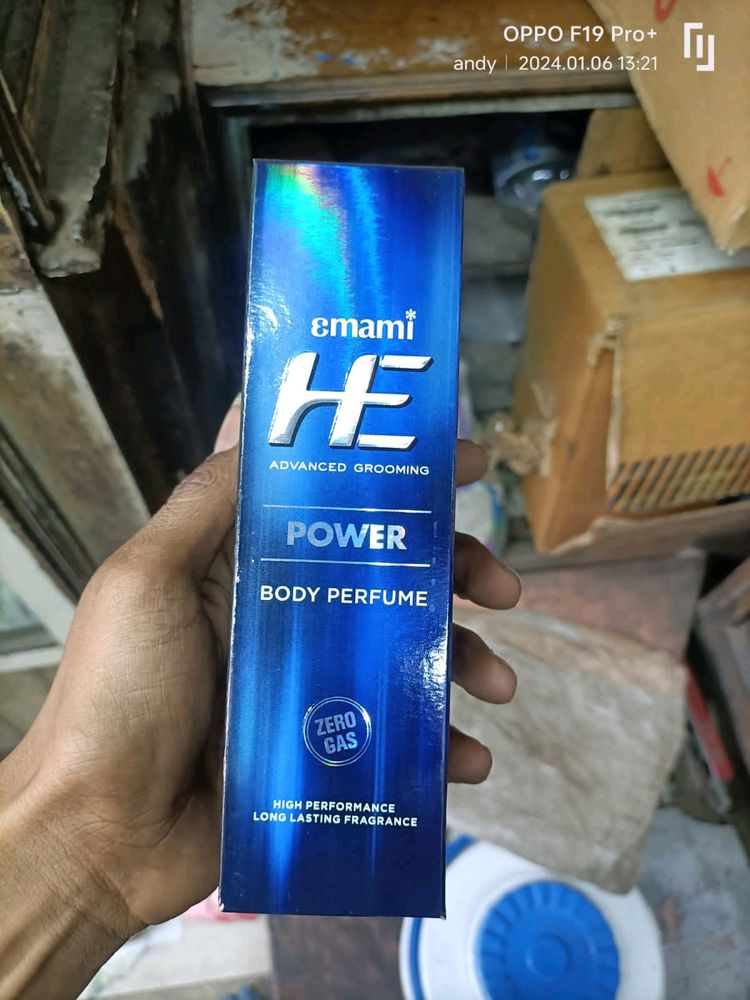 OPPO F19 Pro+
andy | 2024.01.06 13:21
emami*
HE
ADVANCED GROOMING
POWER
BODY PERFUME
ZERO
GAS
HIGH PERFORMANCE
LONG LASTING FRAGRANCE